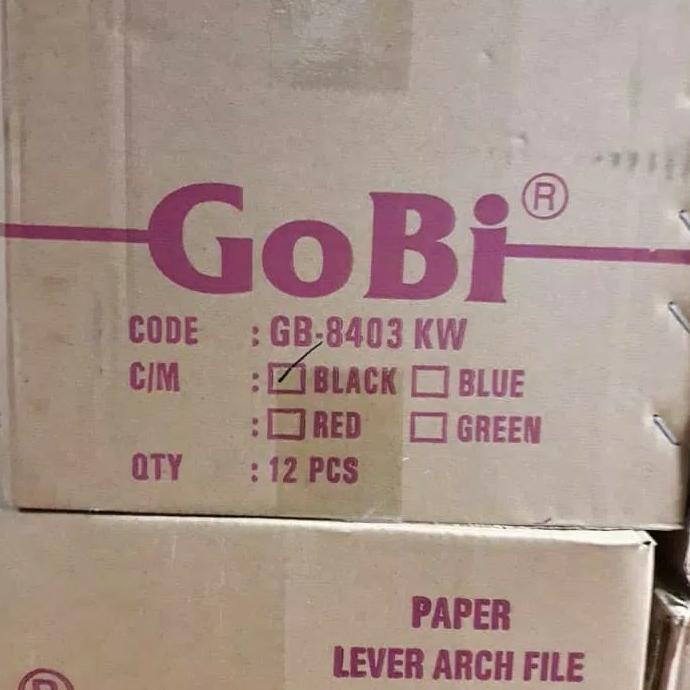 GoBi ®
CODE : GB-8403 KW
C/M : BLACK BLUE
: RED GREEN
QTY : 12 PCS
PAPER
LEVER ARCH FILE
®